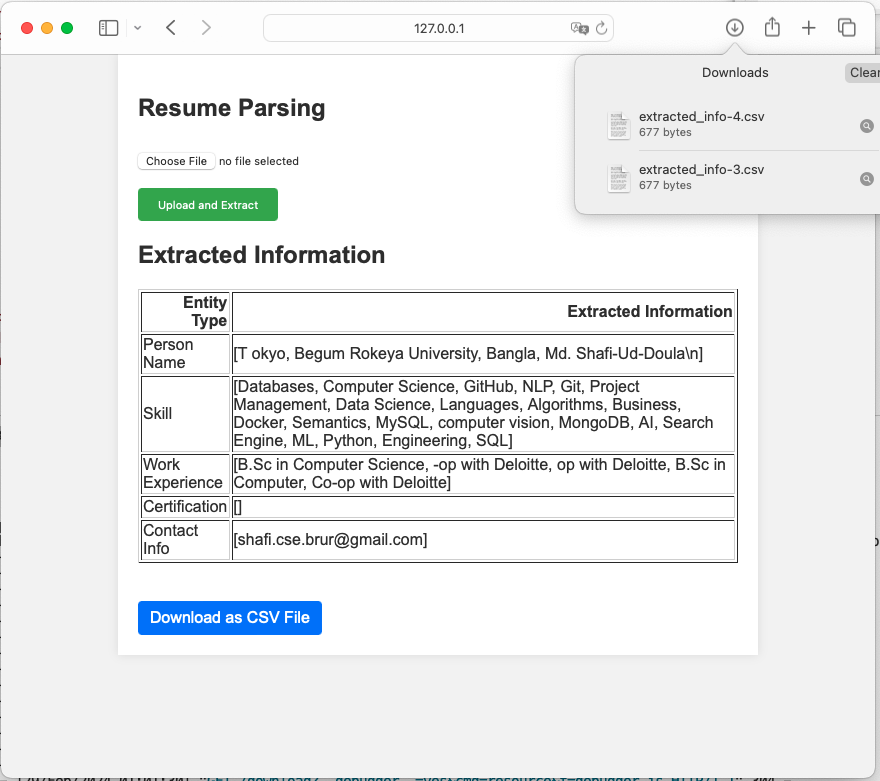 127.0.0.1
Downloads
Clear
extracted_info-4.csv
677 bytes
extracted_info-3.csv
677 bytes
Resume Parsing
Choose File no file selected
Upload and Extract
Extracted Information
Entity
Type
Extracted Information
Person
Name
[T okyo, Begum Rokeya University, Bangla, Md. Shafi-Ud-Doula\n]
Skill
[Databases, Computer Science, GitHub, NLP, Git, Project
Management, Data Science, Languages, Algorithms, Business,
Docker, Semantics, MySQL, computer vision, MongoDB, AI, Search
Engine, ML, Python, Engineering, SQL]
Work
Experience
[B.Sc in Computer Science, -op with Deloitte, op with Deloitte, B.Sc in
Computer, Co-op with Deloitte]
Certification
[]
Contact
Info
[shafi.cse.brur@gmail.com]
Download as CSV File